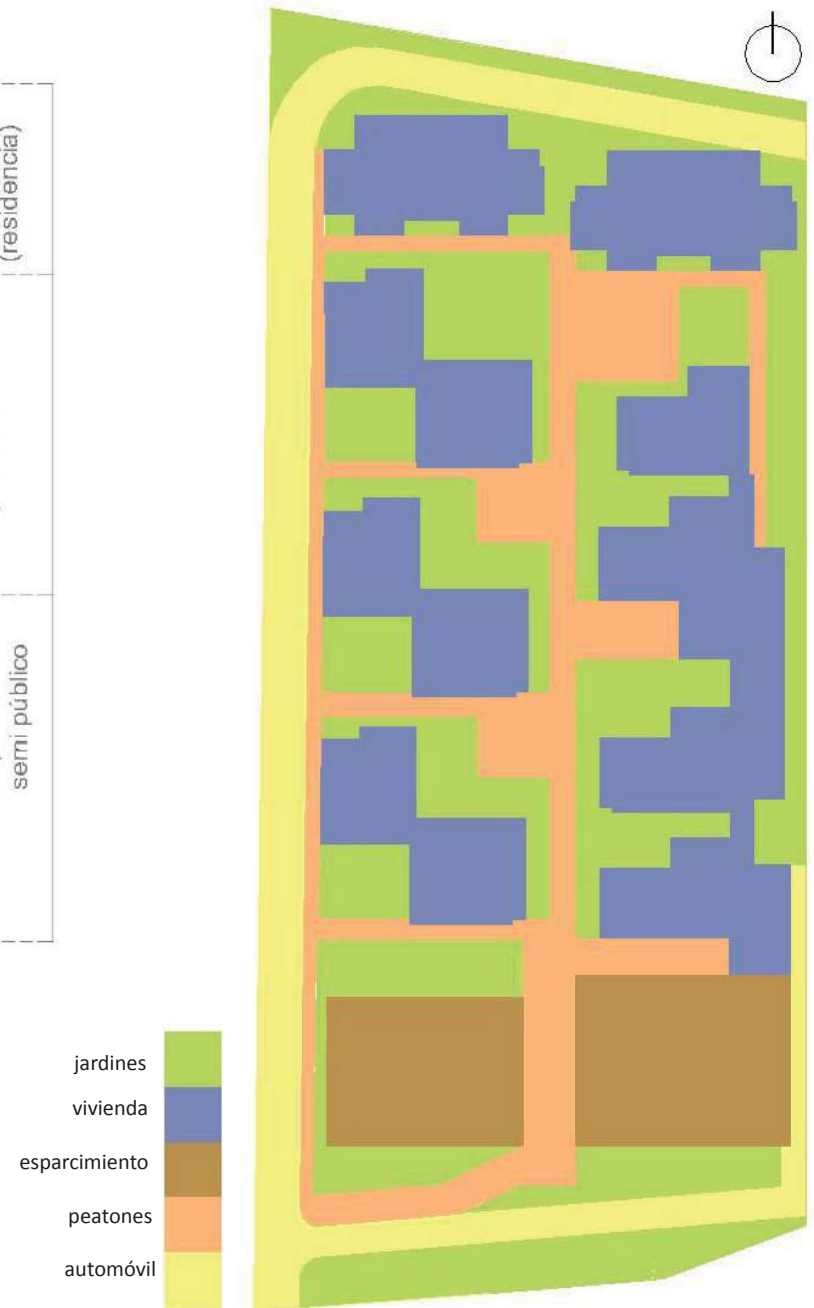 (residencia)
semi público
jardines
vivienda
esparcimiento
peatones
automóvil